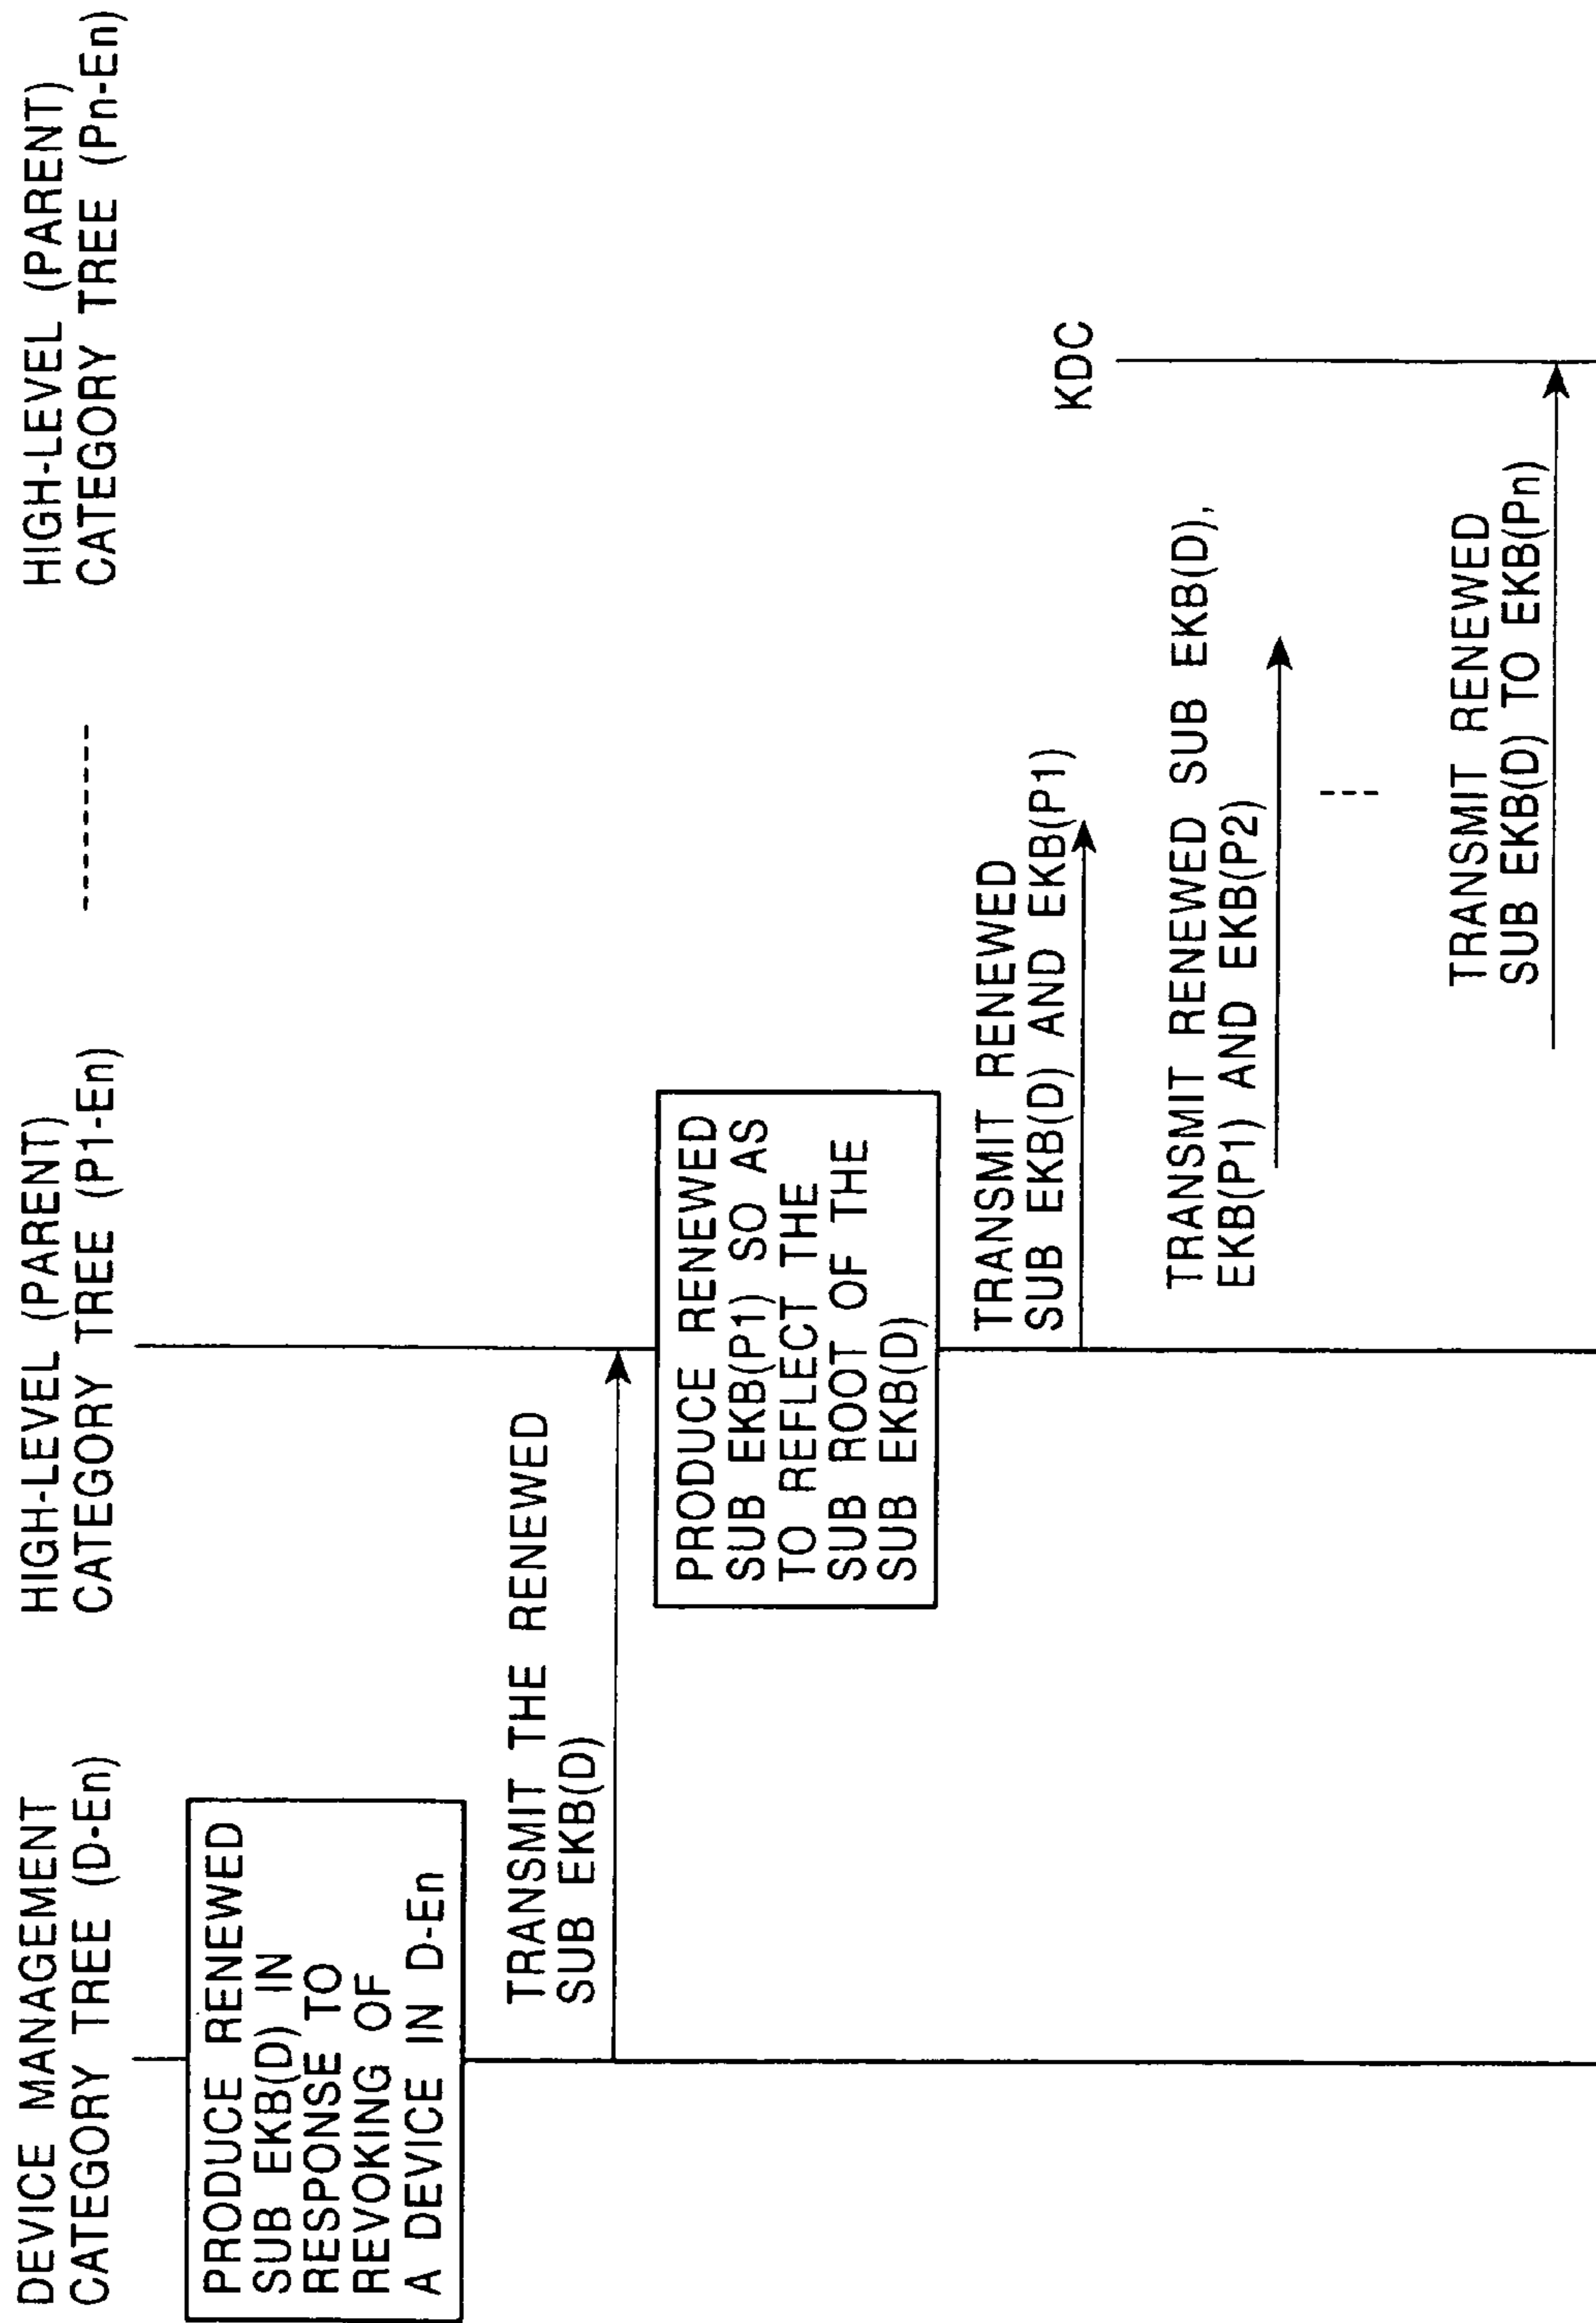 DEVICE MANAGEMENT
CATEGORY TREE (D-En)
HIGH-LEVEL (PARENT)
CATEGORY TREE (P1-En)
---------
HIGH-LEVEL (PARENT)
CATEGORY TREE (Pn-En)
PRODUCE RENEWED
SUB EKB(D) IN
RESPONSE TO
REVOKING OF
A DEVICE IN D-En
TRANSMIT THE RENEWED
SUB EKB(D)
PRODUCE RENEWED
SUB EKB(P1) SO AS
TO REFLECT THE
SUB ROOT OF THE
SUB EKB(D)
TRANSMIT RENEWED
SUB EKB(D) AND EKB(P1)
KDC
TRANSMIT RENEWED SUB EKB(D),
EKB(P1) AND EKB(P2)
---
TRANSMIT RENEWED
SUB EKB(D) TO EKB(Pn)